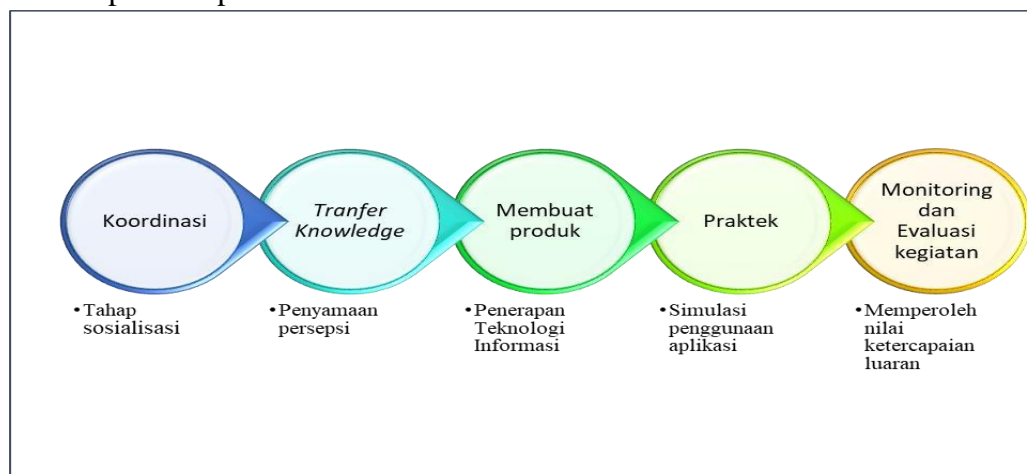 Koordinasi
• Tahap
sosialisasi
Tranfer
Knowledge
• Penyamaan
persepsi
Membuat
produk
• Penerapan
Teknologi
Informasi
Praktek
• Simulasi
penggunaan
aplikasi
Monitoring
dan
Evaluasi
kegiatan
• Memperoleh
nilai
ketercapaian
luaran